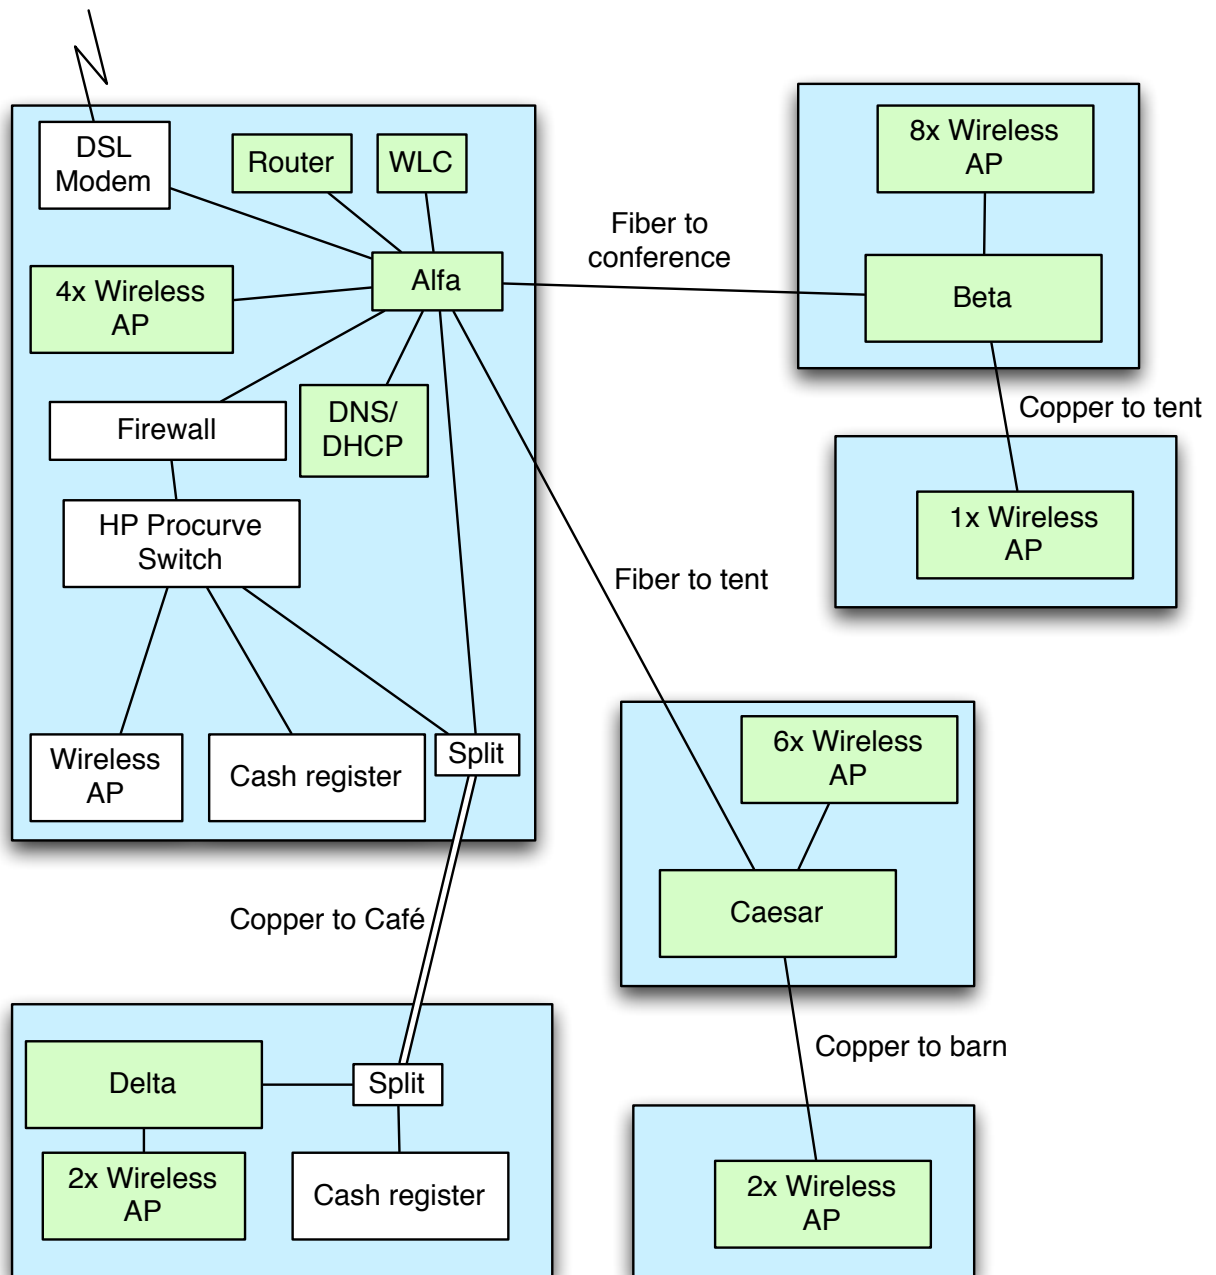 DSL
Modem
Router
WLC
4x Wireless
AP
Alfa
Firewall
DNS/
DHCP
HP Procurve
Switch
Wireless
AP
Cash register
Split
Fiber to
conference
8x Wireless
AP
Beta
Copper to tent
1x Wireless
AP
Fiber to tent
6x Wireless
AP
Caesar
Copper to barn
2x Wireless
AP
Copper to Café
Delta
Split
2x Wireless
AP
Cash register